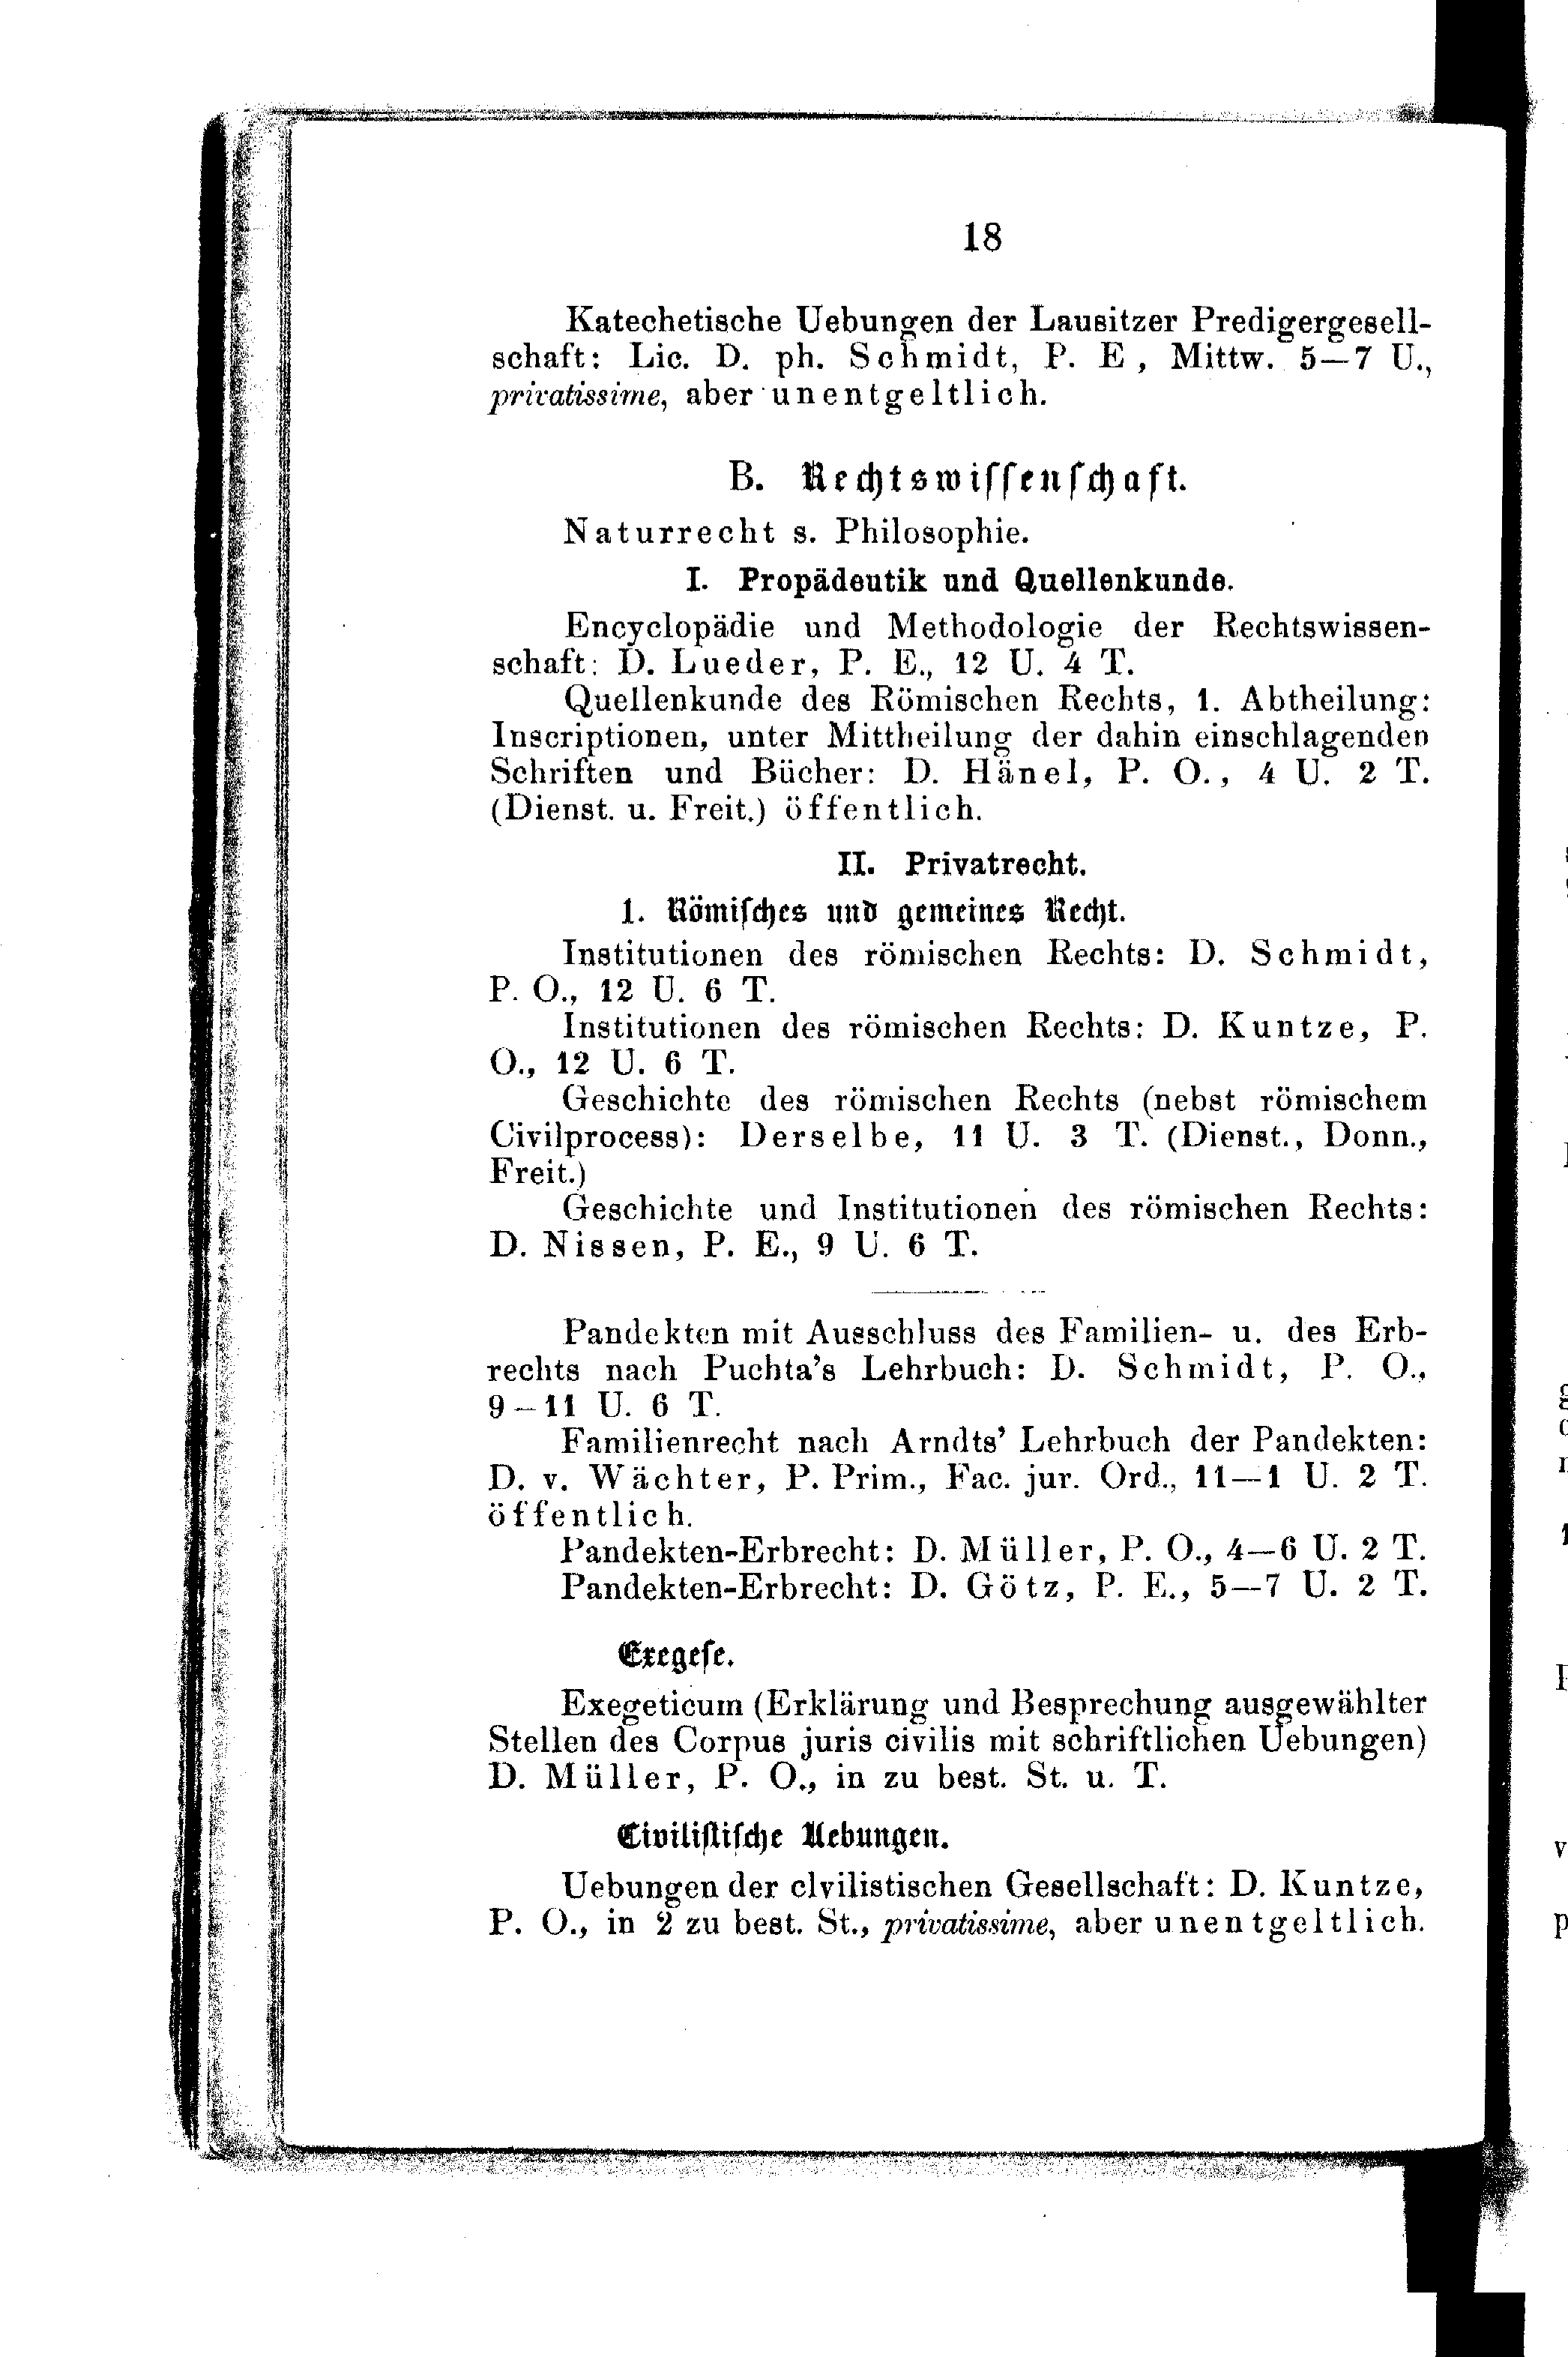 18
Katechetische Uebungen der Lausitzer Predigergesell-
schaft: Lic. D. ph. Schmidt, P. E , Mittw. 5—7 U.,
privatissime, aber unentgeltlich.
B. Rechtswiſſenſchaft.
Naturrecht s. Philosophie.
I. Propädeutik und Quellenkunde.
Encyclopädie und Methodologie der Rechtswissen-
schaft: D. Lueder, P. E., 12 U. 4 T.
Quellenkunde des Römischen Rechts, 1. Abtheilung:
Inscriptionen, unter Mittheilung der dahin einschlagenden
Schriften und Bücher: D. Hänel, P. O., 4 U. 2 T.
(Dienst. u. Freit.) öffentlich.
II. Privatrecht.
1. Römiſches und gemeines Recht.
Institutionen des römischen Rechts: D. Schmidt,
P. O., 12 U. 6 T.
Institutionen des römischen Rechts: D. Kuntze, P.
O., 12 U. 6 T.
Geschichte des römischen Rechts (nebst römischem
Civilprocess): Derselbe, 11 U. 3 T. (Dienst., Donn.,
Freit.)
Geschichte und Institutionen des römischen Rechts:
D. Nissen, P. E., 9 U. 6 T.
Pandekten mit Ausschluss des Familien- u. des Erb-
rechts nach Puchta's Lehrbuch: D. Schmidt, P. O.,
9—11 U. 6 T.
Familienrecht nach Arndts' Lehrbuch der Pandekten:
D. v. Wächter, P. Prim., Fac. jur. Ord., 11—1 U. 2 T.
öffentlich.
Pandekten-Erbrecht: D. Müller, P. O., 4—6 U. 2 T.
Pandekten-Erbrecht: D. Götz, P. E., 5—7 U. 2 T.
Exegeſe.
Exegeticum (Erklärung und Besprechung ausgewählter
Stellen des Corpus juris civilis mit schriftlichen Uebungen)
D. Müller, P. O., in zu best. St. u. T.
Civiliſtiſche Uebungen.
Uebungen der clvilistischen Gesellschaft: D. Kuntze,
P. O., in 2 zu best. St., privatissime, aber unentgeltlich.